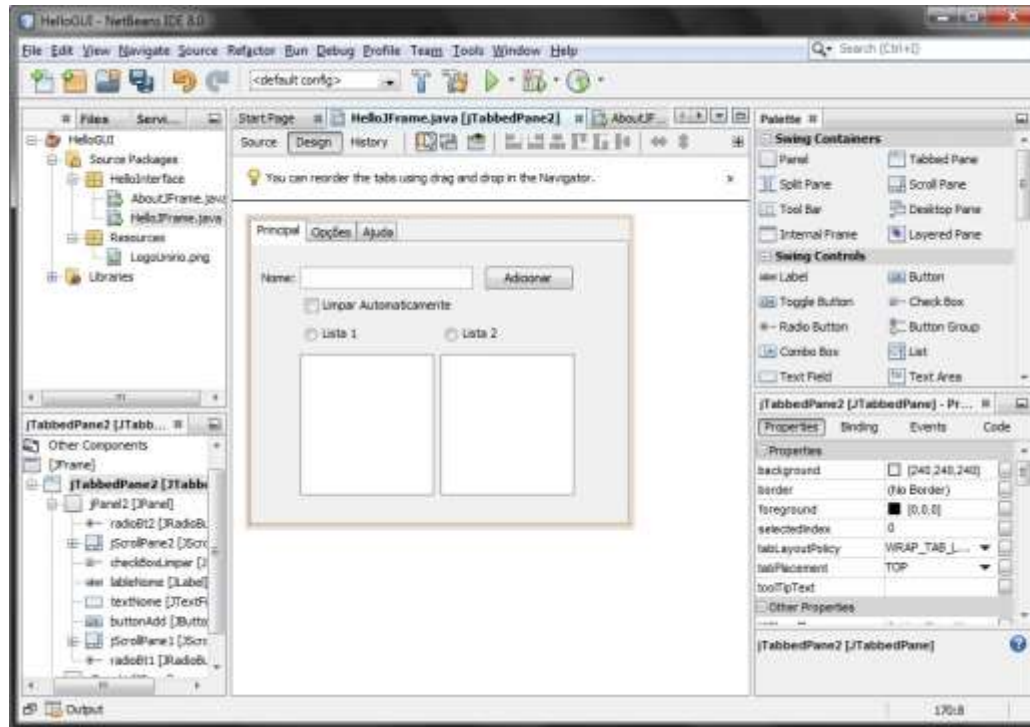 HelloGUI - NetBeans IDE 8.0
File Edit View Navigate Source Refactor Run Debug Profile Team Tools Window Help
Search (Ctrl+I)
<default config>
Files Servi...
HelloGUI
Source Packages
HelloInterface
AboutJFrame.java
HelloJFrame.java
Resources
LogoUnirio.png
Libraries
jTabbedPane2 [JTabb...
Other Components
[JFrame]
jTabbedPane2 [JTabbe
jPanel2 [JPanel]
radioBt2 [JRadioBu
jScrollPane2 [JScro
checkBoxLimpar [J
lableNome [JLabel]
textNome [JTextFi
buttonAdd [JButto
jScrollPane1 [JScro
radioBt1 [JRadioBu
Output
Start Page HelloJFrame.java [jTabbedPane2] AboutJF...
Source Design History
You can reorder the tabs using drag and drop in the Navigator.
Principal Opções Ajuda
Nome: Adicionar
Limpar Automaticamente
Lista 1 Lista 2
Palette
Swing Containers
Panel Tabbed Pane
Split Pane Scroll Pane
Tool Bar Desktop Pane
Internal Frame Layered Pane
Swing Controls
Label Button
Toggle Button Check Box
Radio Button Button Group
Combo Box List
Text Field Text Area
jTabbedPane2 [JTabbedPane] - Pr...
Properties Binding Events Code
Properties
background [240,240,240]
border (No Border)
foreground [0,0,0]
selectedIndex 0
tabLayoutPolicy WRAP_TAB_L...
tabPlacement TOP
toolTipText
Other Properties
jTabbedPane2 [JTabbedPane]
170:8